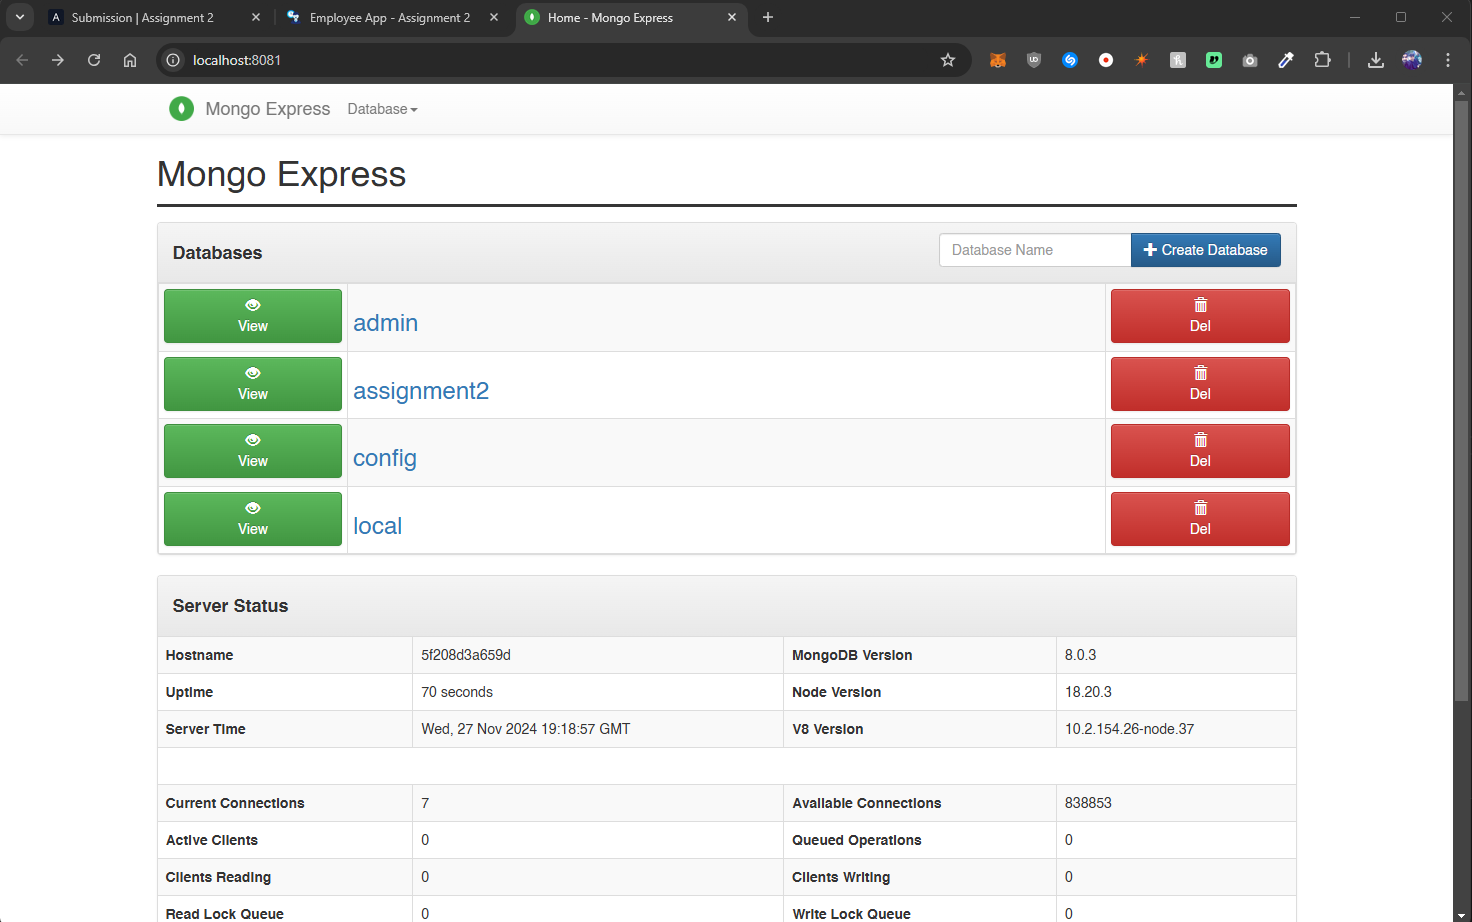 Submission | Assignment 2
Employee App - Assignment 2
Home - Mongo Express
localhost:8081
Mongo Express Database
Mongo Express
Databases
Database Name
Create Database
View admin Del
View assignment2 Del
View config Del
View local Del
Server Status
Hostname 5f208d3a659d MongoDB Version 8.0.3
Uptime 70 seconds Node Version 18.20.3
Server Time Wed, 27 Nov 2024 19:18:57 GMT V8 Version 10.2.154.26-node.37
Current Connections 7 Available Connections 838853
Active Clients 0 Queued Operations 0
Clients Reading 0 Clients Writing 0
Read Lock Queue 0 Write Lock Queue 0